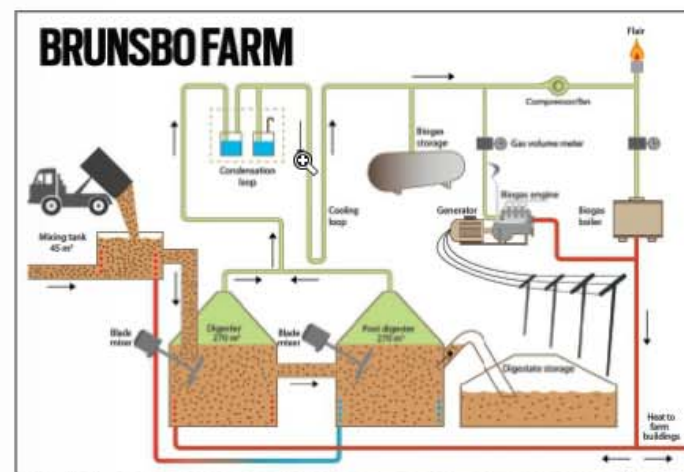 BRUNSBO FARM
Flair
Compressor/fan
Condensation
loop
Biogas
storage
Gas volume meter
Mixing tank
45 m³
Cooling
loop
Generator
Biogas engine
Biogas
boiler
Blade
mixer
Digester
270 m³
Blade
mixer
Post digester
270 m³
Digestate storage
Heat to
farm
buildings